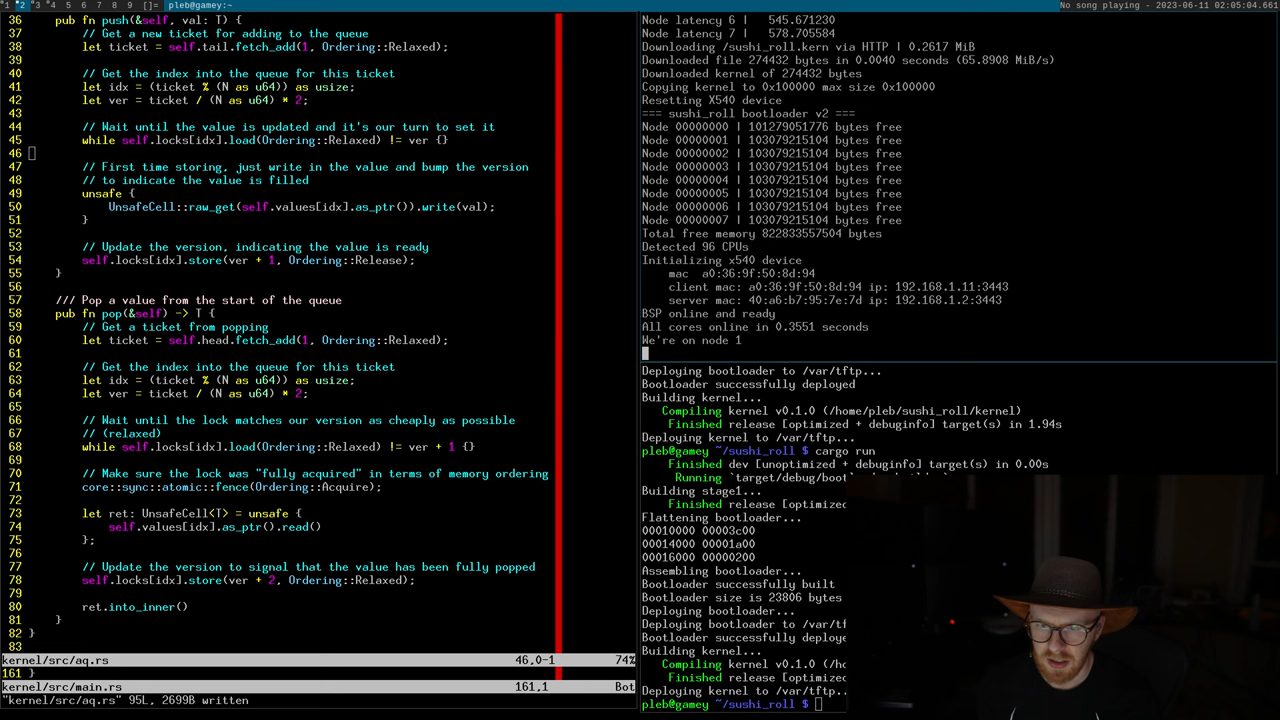 1 2 3 4 5 6 7 8 9 []= pleb@gamey:~
No song playing - 2023-06-11 02:05:04.661
36 pub fn push(&self, val: T) {
37 // Get a new ticket for adding to the queue
38 let ticket = self.tail.fetch_add(1, Ordering::Relaxed);
39
40 // Get the index into the queue for this ticket
41 let idx = (ticket % (N as u64)) as usize;
42 let ver = ticket / (N as u64) * 2;
43
44 // Wait until the value is updated and it's our turn to set it
45 while self.locks[idx].load(Ordering::Relaxed) != ver {}
46
47 // First time storing, just write in the value and bump the version
48 // to indicate the value is filled
49 unsafe {
50 UnsafeCell::raw_get(self.values[idx].as_ptr()).write(val);
51 }
52
53 // Update the version, indicating the value is ready
54 self.locks[idx].store(ver + 1, Ordering::Release);
55 }
56
57 /// Pop a value from the start of the queue
58 pub fn pop(&self) -> T {
59 // Get a ticket from popping
60 let ticket = self.head.fetch_add(1, Ordering::Relaxed);
61
62 // Get the index into the queue for this ticket
63 let idx = (ticket % (N as u64)) as usize;
64 let ver = ticket / (N as u64) * 2;
65
66 // Wait until the lock matches our version as cheaply as possible
67 // (relaxed)
68 while self.locks[idx].load(Ordering::Relaxed) != ver + 1 {}
69
70 // Make sure the lock was "fully acquired" in terms of memory ordering
71 core::sync::atomic::fence(Ordering::Acquire);
72
73 let ret: UnsafeCell<T> = unsafe {
74 self.values[idx].as_ptr().read()
75 };
76
77 // Update the version to signal that the value has been fully popped
78 self.locks[idx].store(ver + 2, Ordering::Relaxed);
79
80 ret.into_inner()
81 }
82 }
83
kernel/src/aq.rs 46,0-1 74%
161 }
kernel/src/main.rs 161,1 Bot
"kernel/src/aq.rs" 95L, 2699B written
Node latency 6 | 545.671230
Node latency 7 | 578.705584
Downloading /sushi_roll.kern via HTTP | 0.2617 MiB
Downloaded file 274432 bytes in 0.0040 seconds (65.8908 MiB/s)
Downloaded kernel of 274432 bytes
Copying kernel to 0x100000 max size 0x100000
Resetting X540 device
=== sushi_roll bootloader v2 ===
Node 00000000 | 101279051776 bytes free
Node 00000001 | 103079215104 bytes free
Node 00000002 | 103079215104 bytes free
Node 00000003 | 103079215104 bytes free
Node 00000004 | 103079215104 bytes free
Node 00000005 | 103079215104 bytes free
Node 00000006 | 103079215104 bytes free
Node 00000007 | 103079215104 bytes free
Total free memory 822833557504 bytes
Detected 96 CPUs
Initializing x540 device
mac a0:36:9f:50:8d:94
client mac: a0:36:9f:50:8d:94 ip: 192.168.1.11:3443
server mac: 40:a6:b7:95:7e:7d ip: 192.168.1.2:3443
BSP online and ready
All cores online in 0.3551 seconds
We're on node 1
Deploying bootloader to /var/tftp...
Bootloader successfully deployed
Building kernel...
Compiling kernel v0.1.0 (/home/pleb/sushi_roll/kernel)
Finished release [optimized + debuginfo] target(s) in 1.94s
Deploying kernel to /var/tftp...
pleb@gamey ~/sushi_roll $ cargo run
Finished dev [unoptimized + debuginfo] target(s) in 0.00s
Running `target/debug/boot
Building stage1...
Finished release [optimized
Flattening bootloader...
00010000 00003c00
00014000 00001a00
00016000 00000200
Assembling bootloader...
Bootloader successfully built
Bootloader size is 23806 bytes
Deploying bootloader...
Deploying bootloader to /var/tf
Bootloader successfully deploye
Building kernel...
Compiling kernel v0.1.0 (/ho
Finished release [optimized
Deploying kernel to /var/tftp..
pleb@gamey ~/sushi_roll $